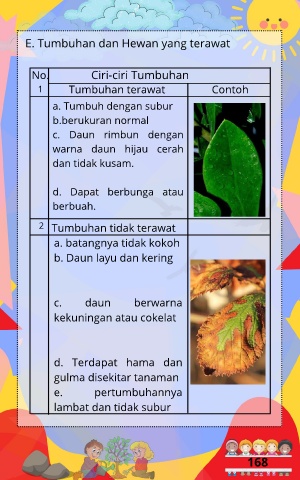 E. Tumbuhan dan Hewan yang terawat
No. Ciri-ciri Tumbuhan
1 Tumbuhan terawat Contoh
a. Tumbuh dengan subur
b.berukuran normal
c. Daun rimbun dengan
warna daun hijau cerah
dan tidak kusam.
d. Dapat berbunga atau
berbuah.
2 Tumbuhan tidak terawat
a. batangnya tidak kokoh
b. Daun layu dan kering
c. daun berwarna
kekuningan atau cokelat
d. Terdapat hama dan
gulma disekitar tanaman
e. pertumbuhannya
lambat dan tidak subur
168